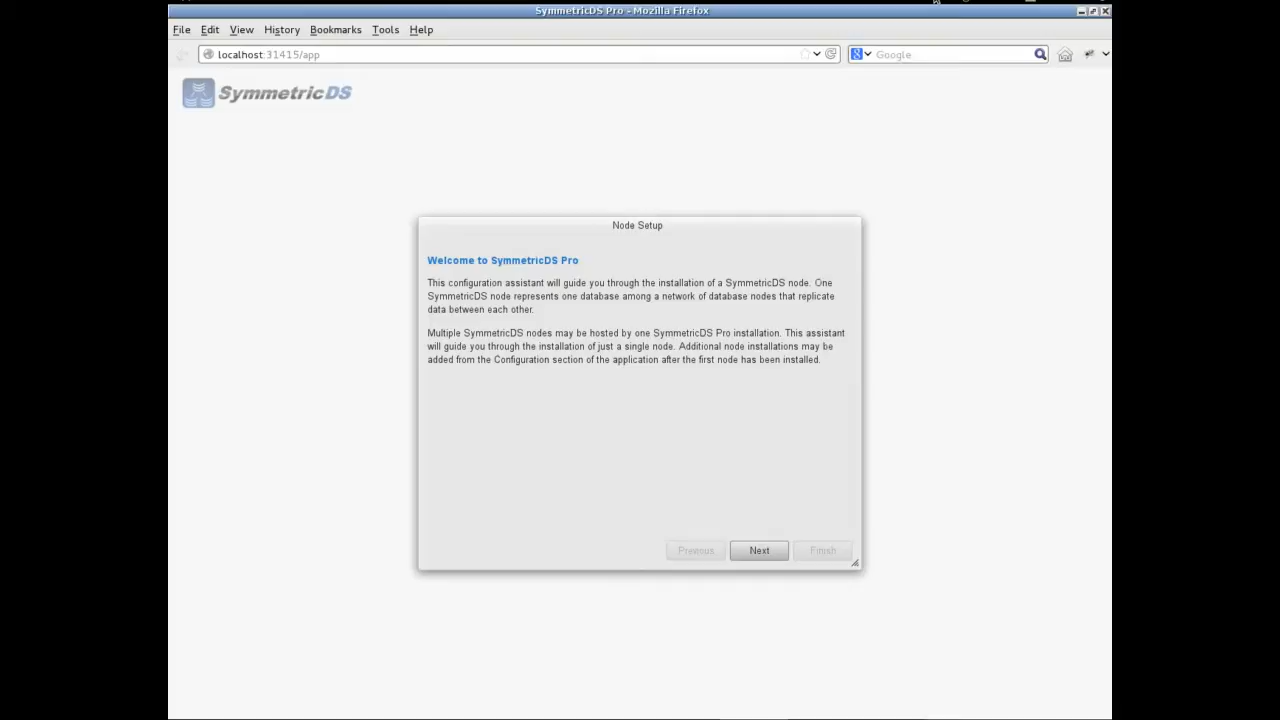 SymmetricDS Pro - Mozilla Firefox
File Edit View History Bookmarks Tools Help
localhost:31415/app
Google
SymmetricDS
Node Setup
Welcome to SymmetricDS Pro
This configuration assistant will guide you through the installation of a SymmetricDS node. One
SymmetricDS node represents one database among a network of database nodes that replicate
data between each other.
Multiple SymmetricDS nodes may be hosted by one SymmetricDS Pro installation. This assistant
will guide you through the installation of just a single node. Additional node installations may be
added from the Configuration section of the application after the first node has been installed.
Previous Next Finish